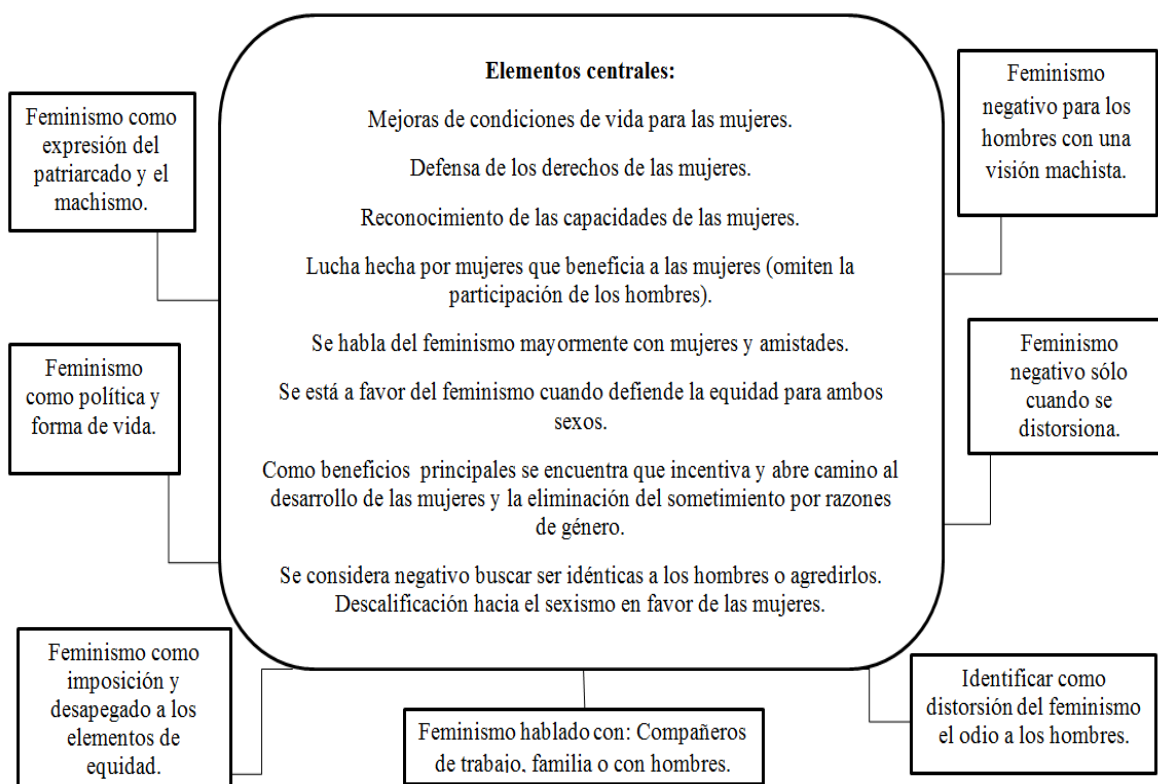 Elementos centrales:
Mejoras de condiciones de vida para las mujeres.
Defensa de los derechos de las mujeres.
Reconocimiento de las capacidades de las mujeres.
Lucha hecha por mujeres que beneficia a las mujeres (omiten la
participación de los hombres).
Se habla del feminismo mayormente con mujeres y amistades.
Se está a favor del feminismo cuando defiende la equidad para ambos
sexos.
Como beneficios principales se encuentra que incentiva y abre camino al
desarrollo de las mujeres y la eliminación del sometimiento por razones
de género.
Se considera negativo buscar ser idénticas a los hombres o agredirlos.
Descalificación hacia el sexismo en favor de las mujeres.
Feminismo como
expresión del
patriarcado y el
machismo.
Feminismo
como política y
forma de vida.
Feminismo como
imposición y
desapegado a los
elementos de
equidad.
Feminismo hablado con: Compañeros
de trabajo, familia o con hombres.
Feminismo
negativo para los
hombres con una
visión machista.
Feminismo
negativo sólo
cuando se
distorsiona.
Identificar como
distorsión del feminismo
el odio a los hombres.